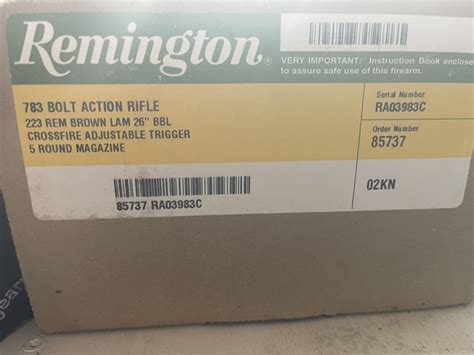 Remington®
VERY IMPORTANT: Instruction Book enclose
to assure safe use of this firearm.
783 BOLT ACTION RIFLE
223 REM BROWN LAM 26" BBL
CROSSFIRE ADJUSTABLE TRIGGER
5 ROUND MAGAZINE
Serial Number
RA03983C
Order Number
85737
85737 RA03983C
02KN